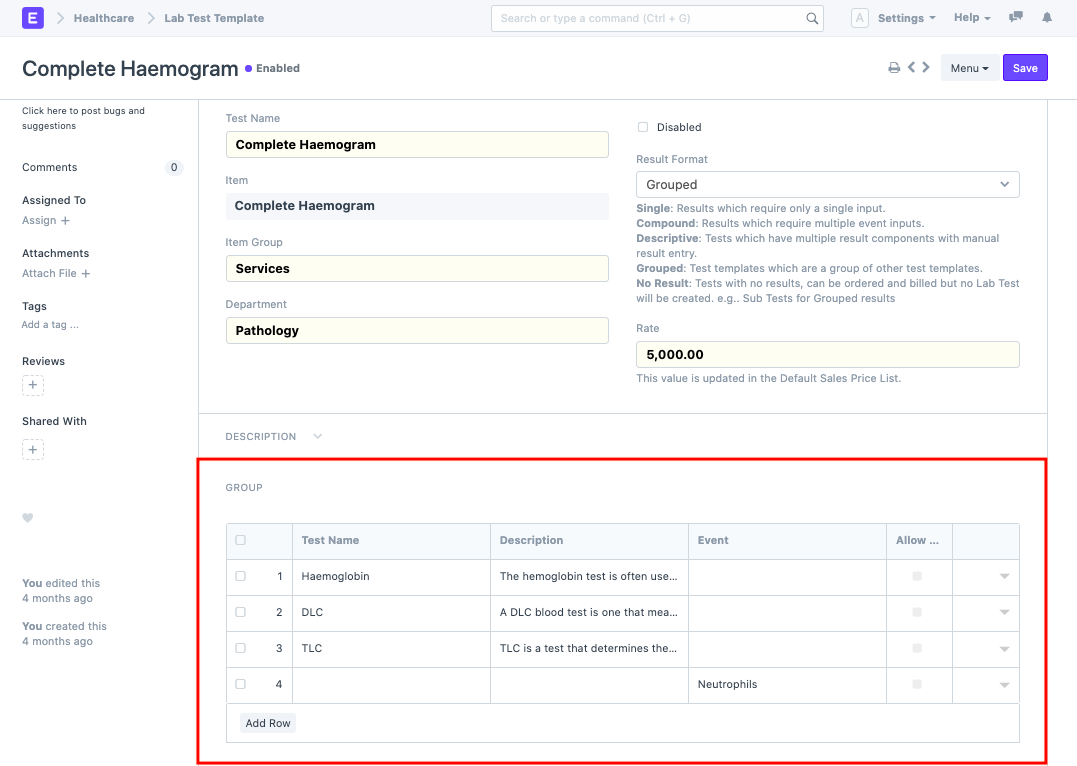 E Healthcare Lab Test Template Search or type a command (Ctrl + G) A Settings Help
Complete Haemogram Enabled Menu Save
Click here to post bugs and
suggestions
Comments 0
Assigned To
Assign +
Attachments
Attach File +
Tags
Add a tag ...
Reviews
+
Shared With
+
You edited this
4 months ago
You created this
4 months ago
Test Name
Complete Haemogram
Item
Complete Haemogram
Item Group
Services
Department
Pathology
Disabled
Result Format
Grouped
Single: Results which require only a single input.
Compound: Results which require multiple event inputs.
Descriptive: Tests which have multiple result components with manual
result entry.
Grouped: Test templates which are a group of other test templates.
No Result: Tests with no results, can be ordered and billed but no Lab Test
will be created. e.g.. Sub Tests for Grouped results
Rate
5,000.00
This value is updated in the Default Sales Price List.
DESCRIPTION
GROUP
Test Name Description Event Allow ...
1 Haemoglobin The hemoglobin test is often use...
2 DLC A DLC blood test is one that mea...
3 TLC TLC is a test that determines the...
4 Neutrophils
Add Row